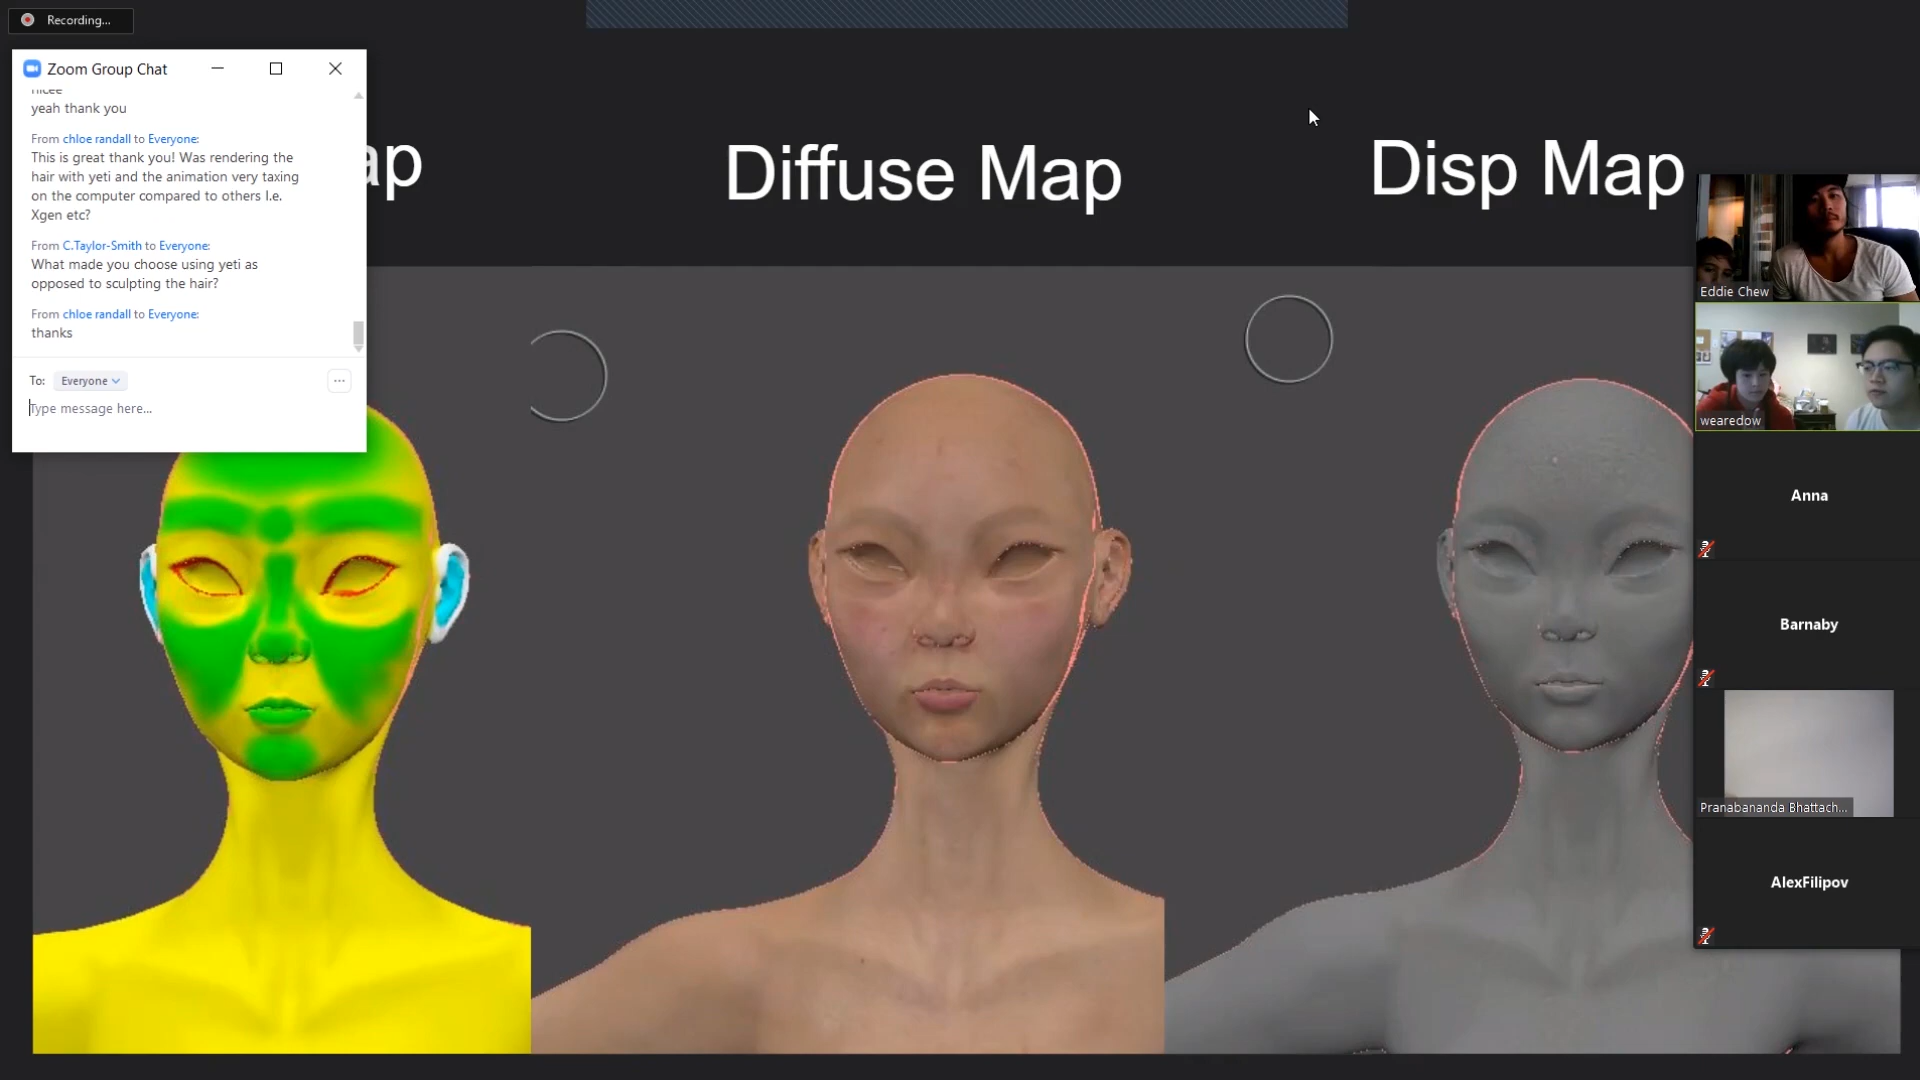 Recording...
Zoom Group Chat
nicee
yeah thank you
From chloe randall to Everyone:
This is great thank you! Was rendering the
hair with yeti and the animation very taxing
on the computer compared to others I.e.
Xgen etc?
From C.Taylor-Smith to Everyone:
What made you choose using yeti as
opposed to sculpting the hair?
From chloe randall to Everyone:
thanks
To: Everyone
Type message here...
ap
Diffuse Map
Disp Map
Eddie Chew
wearedow
Anna
Barnaby
Pranabananda Bhattach...
AlexFilipov